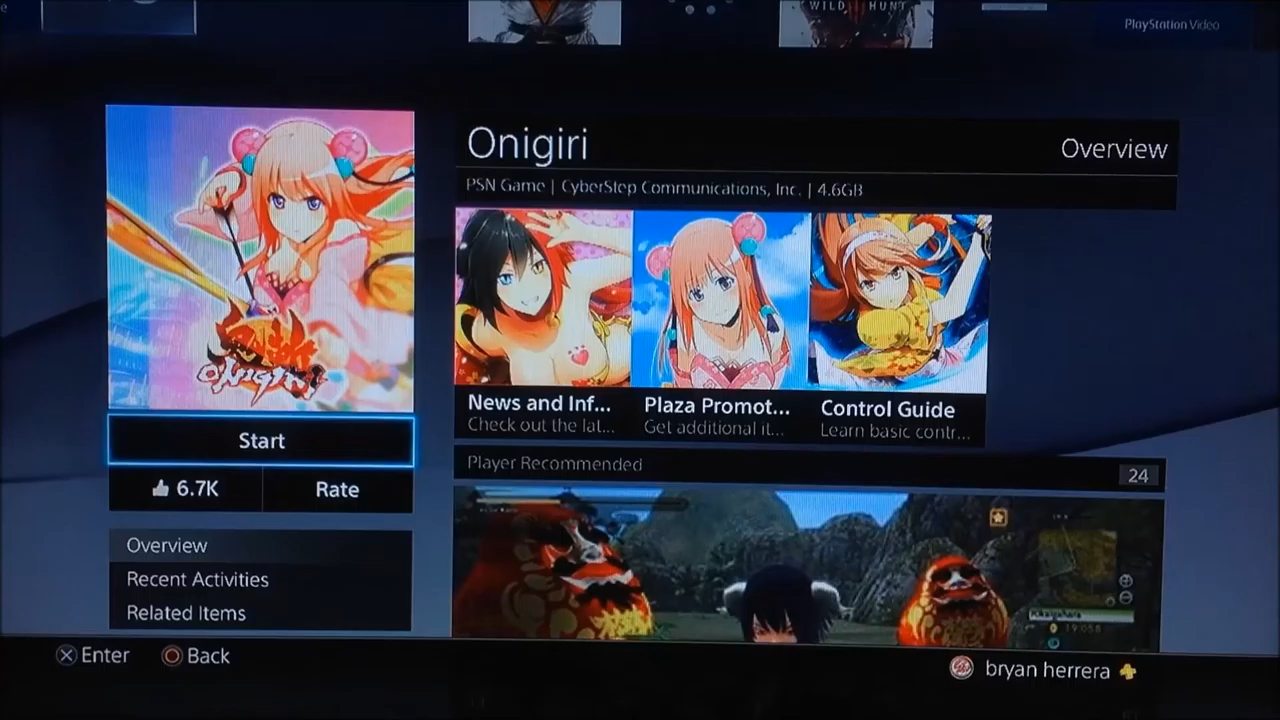 WILD HUNT
PlayStation Video
Onigiri
Overview
PSN Game | CyberStep Communications, Inc. | 4.6GB
ONIGIRI
News and Inf...
Check out the lat...
Plaza Promot...
Get additional it...
Control Guide
Learn basic contr...
Start
6.7K
Rate
Player Recommended
24
Overview
Recent Activities
Related Items
Enter
Back
bryan herrera